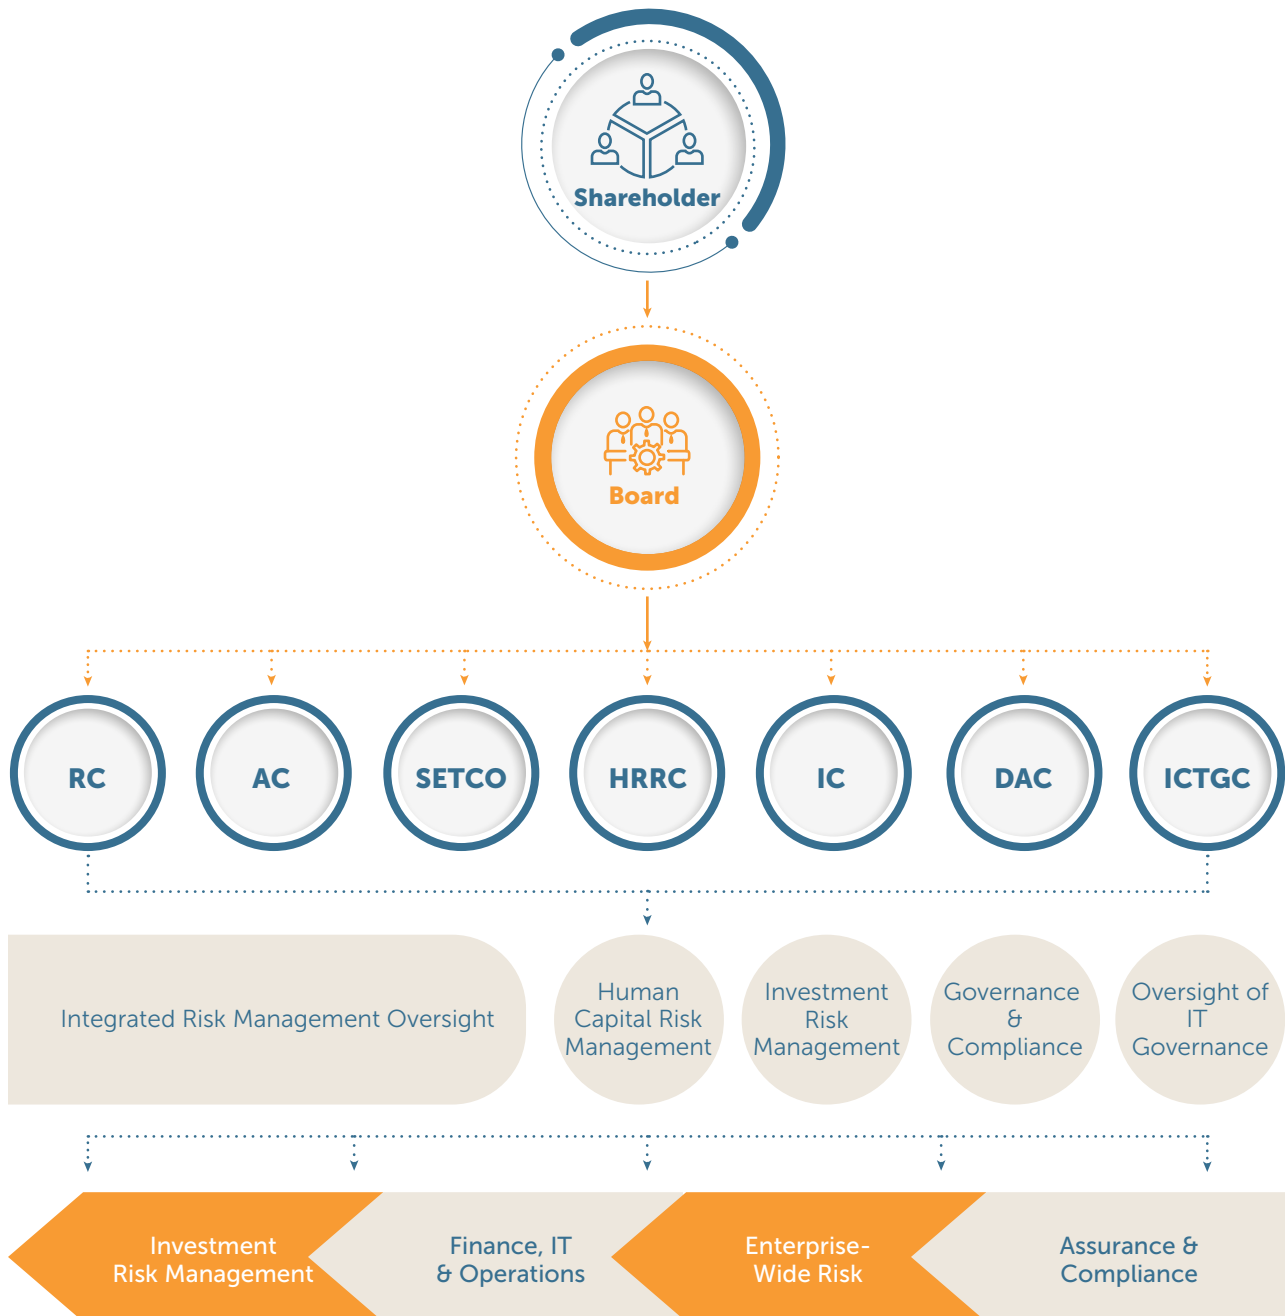 Shareholder
Board
RC
AC
SETCO
HRRC
IC
DAC
ICTGC
Integrated Risk Management Oversight
Human
Capital Risk
Management
Investment
Risk
Management
Governance
&
Compliance
Oversight of
IT
Governance
Investment
Risk Management
Finance, IT
& Operations
Enterprise-
Wide Risk
Assurance &
Compliance